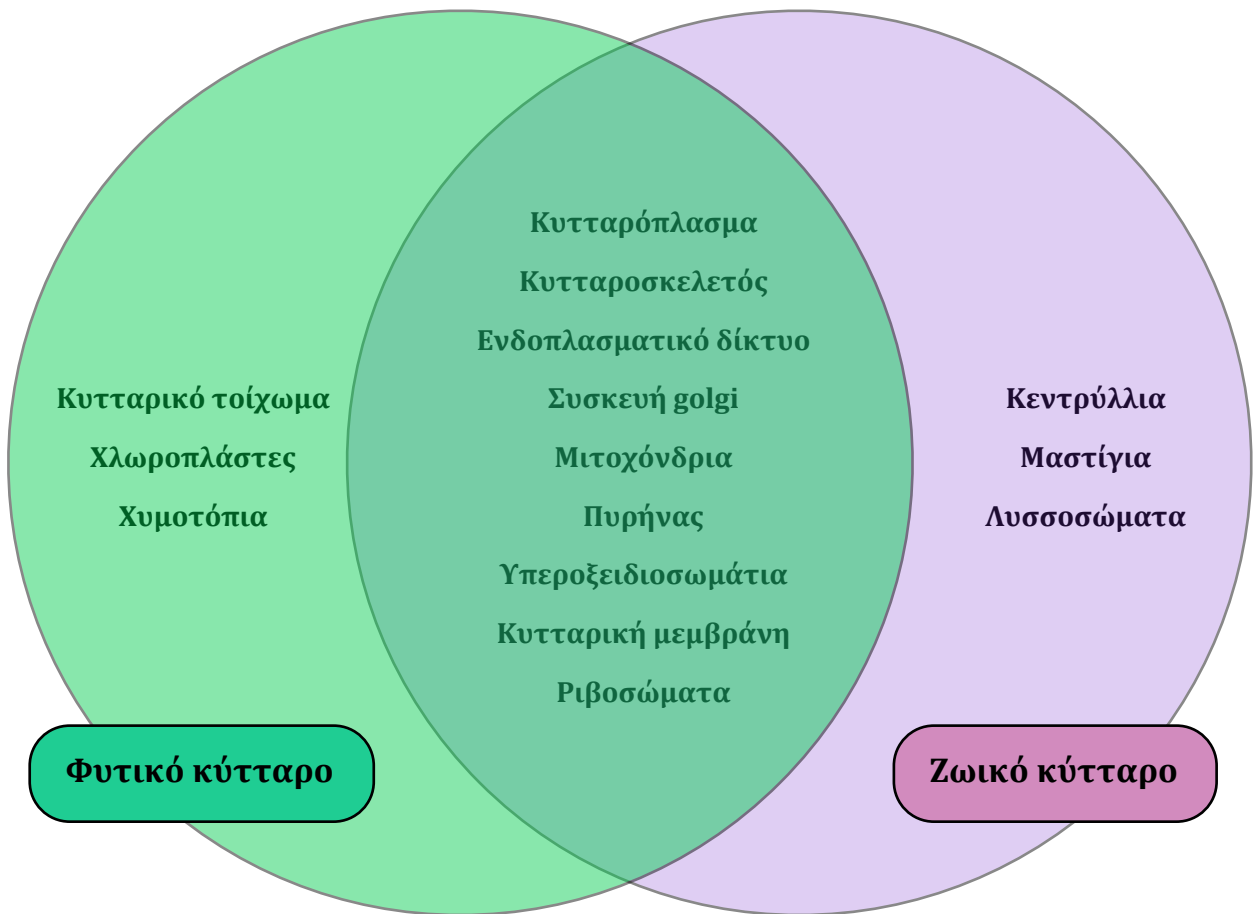 Κυτταρικό τοίχωμα
Χλωροπλάστες
Χυμοτόπια
Κυτταρόπλασμα
Κυτταροσκελετός
Ενδοπλασματικό δίκτυο
Συσκευή golgi
Μιτοχόνδρια
Πυρήνας
Υπεροξειδιοσωμάτια
Κυτταρική μεμβράνη
Ριβοσώματα
Κεντρύλλια
Μαστίγια
Λυσσοσώματα
Φυτικό κύτταρο
Ζωικό κύτταρο